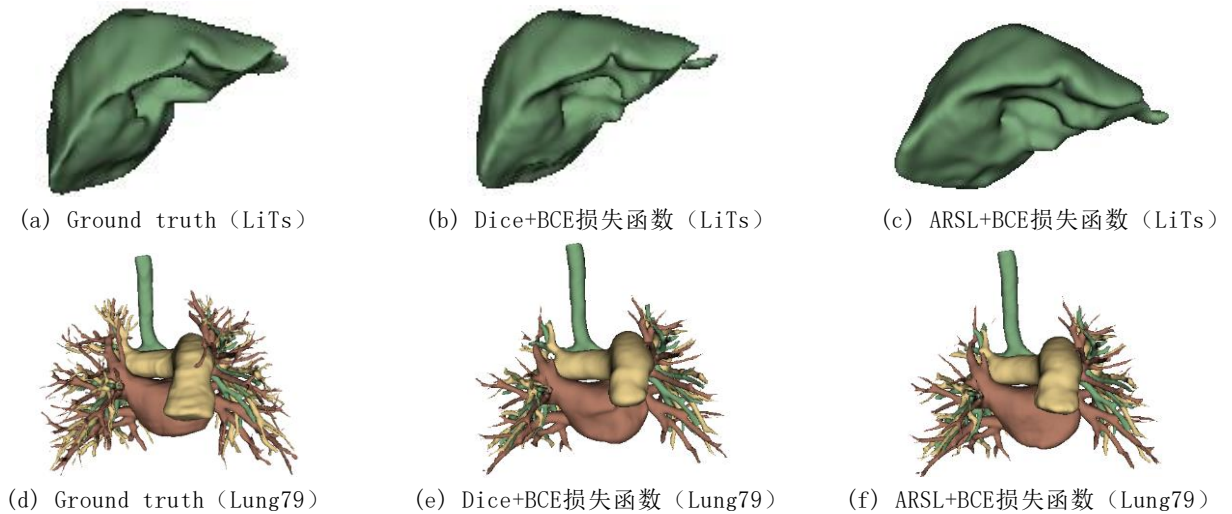 (a) Ground truth（LiTs）
(b) Dice+BCE损失函数（LiTs）
(c) ARSL+BCE损失函数（LiTs）
(d) Ground truth（Lung79）
(e) Dice+BCE损失函数（Lung79）
(f) ARSL+BCE损失函数（Lung79）